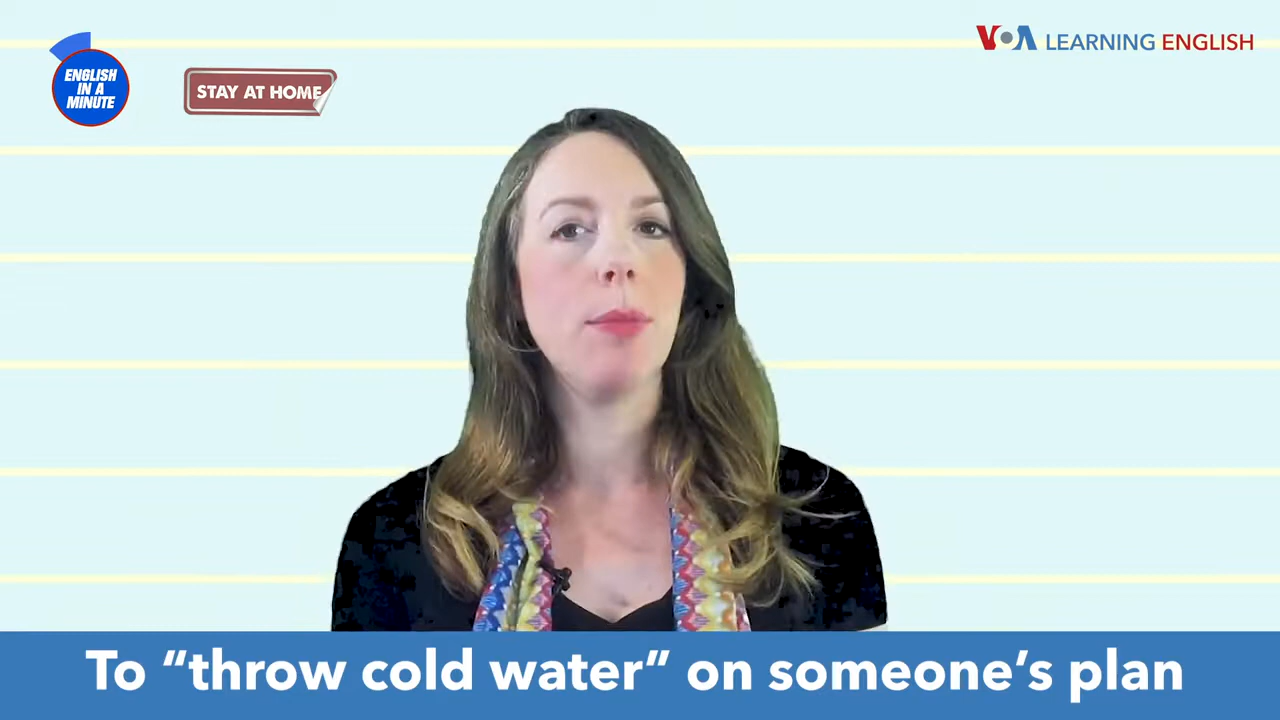 ENGLISH
IN A
MINUTE
STAY AT HOME
VOA LEARNING ENGLISH
To “throw cold water” on someone’s plan